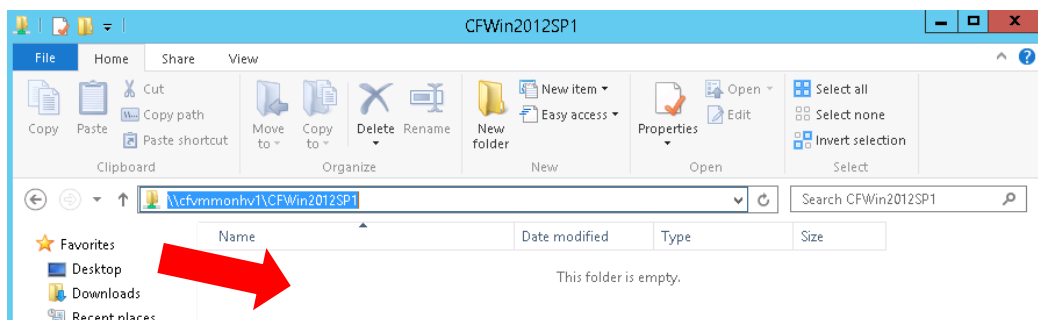 CFWin2012SP1
File Home Share View
Copy
Paste
Cut
Copy path
Paste shortcut
Clipboard
Move to
Copy to
Delete
Rename
Organize
New folder
New item
Easy access
New
Properties
Open
Edit
Open
Select all
Select none
Invert selection
Select
\\cfvmmonhv1\CFWin2012SP1
Search CFWin2012SP1
Name Date modified Type Size
Favorites
Desktop
Downloads
Recent places
This folder is empty.